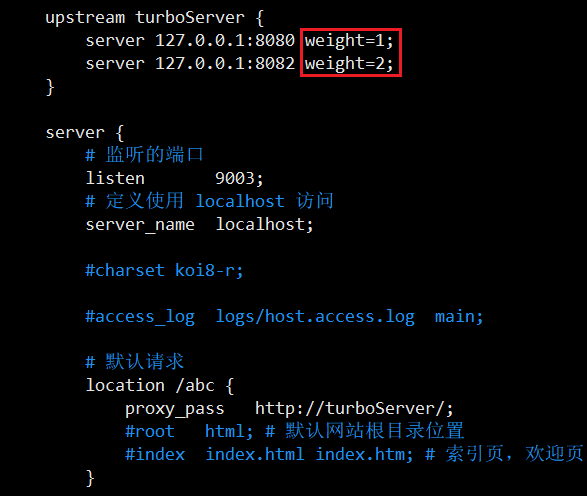 upstream turboServer {
server 127.0.0.1:8080 weight=1;
server 127.0.0.1:8082 weight=2;
}
server {
# 监听的端口
listen 9003;
# 定义使用 localhost 访问
server_name localhost;
#charset koi8-r;
#access_log logs/host.access.log main;
# 默认请求
location /abc {
proxy_pass http://turboServer/;
#root html; # 默认网站根目录位置
#index index.html index.htm; # 索引页，欢迎页
}